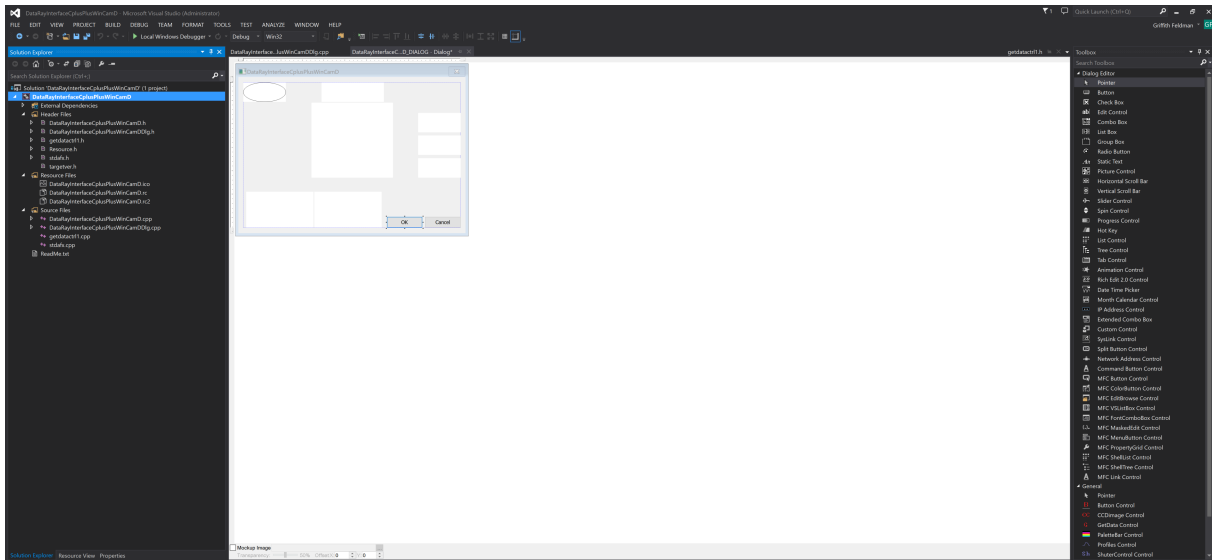 DataRayInterfaceCplusPlusWinCamD - Microsoft Visual Studio (Administrator)
1 Quick Launch (Ctrl+Q)
FILE EDIT VIEW PROJECT BUILD DEBUG TEAM FORMAT TOOLS TEST ANALYZE WINDOW HELP
Griffith Feldman GF
Local Windows Debugger Debug Win32
Solution Explorer
Search Solution Explorer (Ctrl+;)
Solution 'DataRayInterfaceCplusPlusWinCamD' (1 project)
DataRayInterfaceCplusPlusWinCamD
External Dependencies
Header Files
DataRayInterfaceCplusPlusWinCamD.h
DataRayInterfaceCplusPlusWinCamDDlg.h
getdatactrl1.h
Resource.h
stdafx.h
targetver.h
Resource Files
DataRayInterfaceCplusPlusWinCamD.ico
DataRayInterfaceCplusPlusWinCamD.rc
DataRayInterfaceCplusPlusWinCamD.rc2
Source Files
DataRayInterfaceCplusPlusWinCamD.cpp
DataRayInterfaceCplusPlusWinCamDDlg.cpp
getdatactrl1.cpp
stdafx.cpp
ReadMe.txt
Solution Explorer Resource View Properties
DataRayInterface...lusWinCamDDlg.cpp DataRayInterfaceC...D_DIALOG - Dialog* getdatactrl1.h
DataRayInterfaceCplusPlusWinCamD
OK Cancel
Mockup Image
Transparency: 50% Offset X: 0 Y: 0
Toolbox
Search Toolbox
Dialog Editor
Pointer
Button
Check Box
Edit Control
Combo Box
List Box
Group Box
Radio Button
Static Text
Picture Control
Horizontal Scroll Bar
Vertical Scroll Bar
Slider Control
Spin Control
Progress Control
Hot Key
List Control
Tree Control
Tab Control
Animation Control
Rich Edit 2.0 Control
Date Time Picker
Month Calendar Control
IP Address Control
Extended Combo Box
Custom Control
SysLink Control
Split Button Control
Network Address Control
Command Button Control
MFC Button Control
MFC ColorButton Control
MFC EditBrowse Control
MFC VSListBox Control
MFC FontComboBox Control
MFC MaskedEdit Control
MFC MenuButton Control
MFC PropertyGrid Control
MFC ShellList Control
MFC ShellTree Control
MFC Link Control
General
Pointer
Button Control
CCDimage Control
GetData Control
PaletteBar Control
Profiles Control
ShuterControl Control